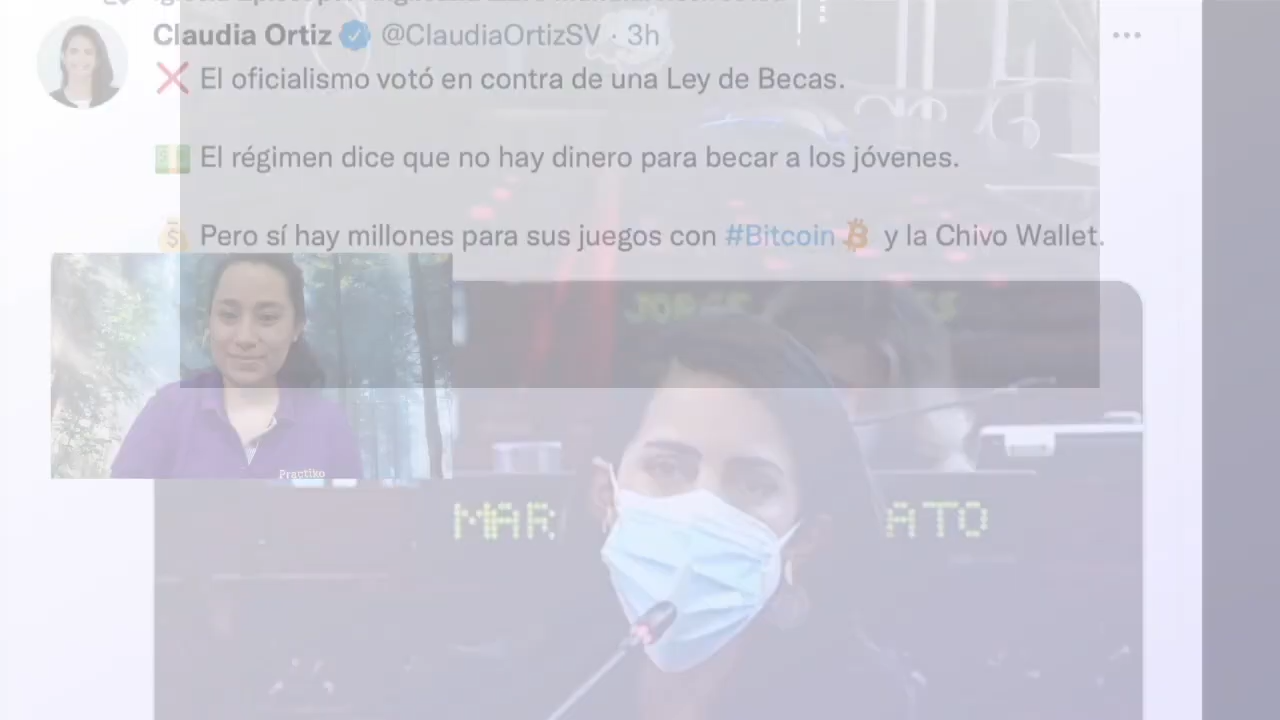 Claudia Ortiz @ClaudiaOrtizSV · 3h
❌ El oficialismo votó en contra de una Ley de Becas.
💵 El régimen dice que no hay dinero para becar a los jóvenes.
💰 Pero sí hay millones para sus juegos con #Bitcoin y la Chivo Wallet.
Practiko
MAR
ATO